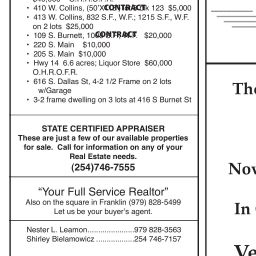 O.H.R.O.F.R.
• 410 W. Collins, (50 X CONTRACT k 123 $5,000
• 413 W. Collins, 832 S.F., W.F.; 1215 S.F., W.F.
on 2 lots $25,000
• 109 S. Burnett, CONTRACT $20,000
• 220 S. Main $10,000
• 205 S. Main $10,000
• Hwy 14 6.6 acres; Liquor Store $60,000
O.H.R.O.F.R.
• 616 S. Dallas St, 4-2 1/2 Frame on 2 lots
w/Garage
• 3-2 frame dwelling on 3 lots at 416 S Burnet St
STATE CERTIFIED APPRAISER
These are just a few of our available properties
for sale. Call for information on any of your
Real Estate needs.
(254)746-7555
"Your Full Service Realtor"
Also on the square in Franklin (979) 828-5499
Let us be your buyer's agent.
Nester L. Leamon......................979 828-3563
Shirley Bielamowicz ...................254 746-7157
The
Now
In
Ve